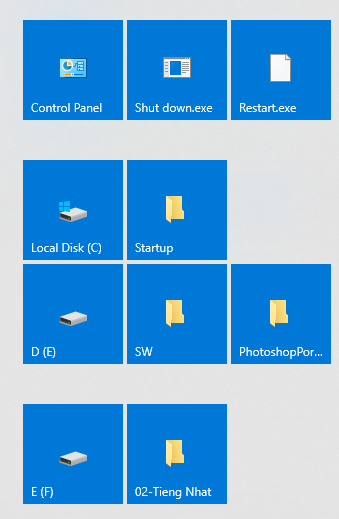 Control Panel
Shut down.exe
Restart.exe
Local Disk (C)
Startup
D (E)
SW
PhotoshopPor...
E (F)
02-Tieng Nhat